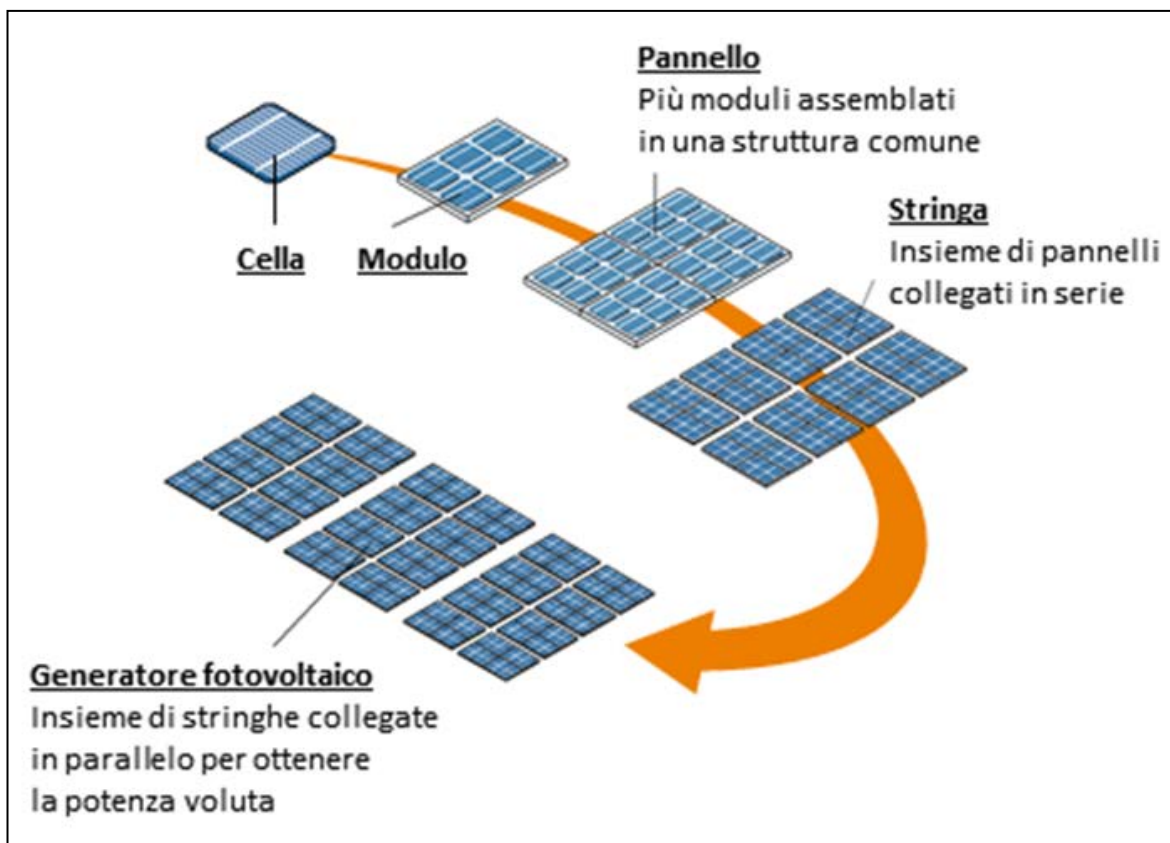 Pannello
Più moduli assemblati
in una struttura comune
Stringa
Insieme di pannelli
collegati in serie
Cella
Modulo
Generatore fotovoltaico
Insieme di stringhe collegate
in parallelo per ottenere
la potenza voluta